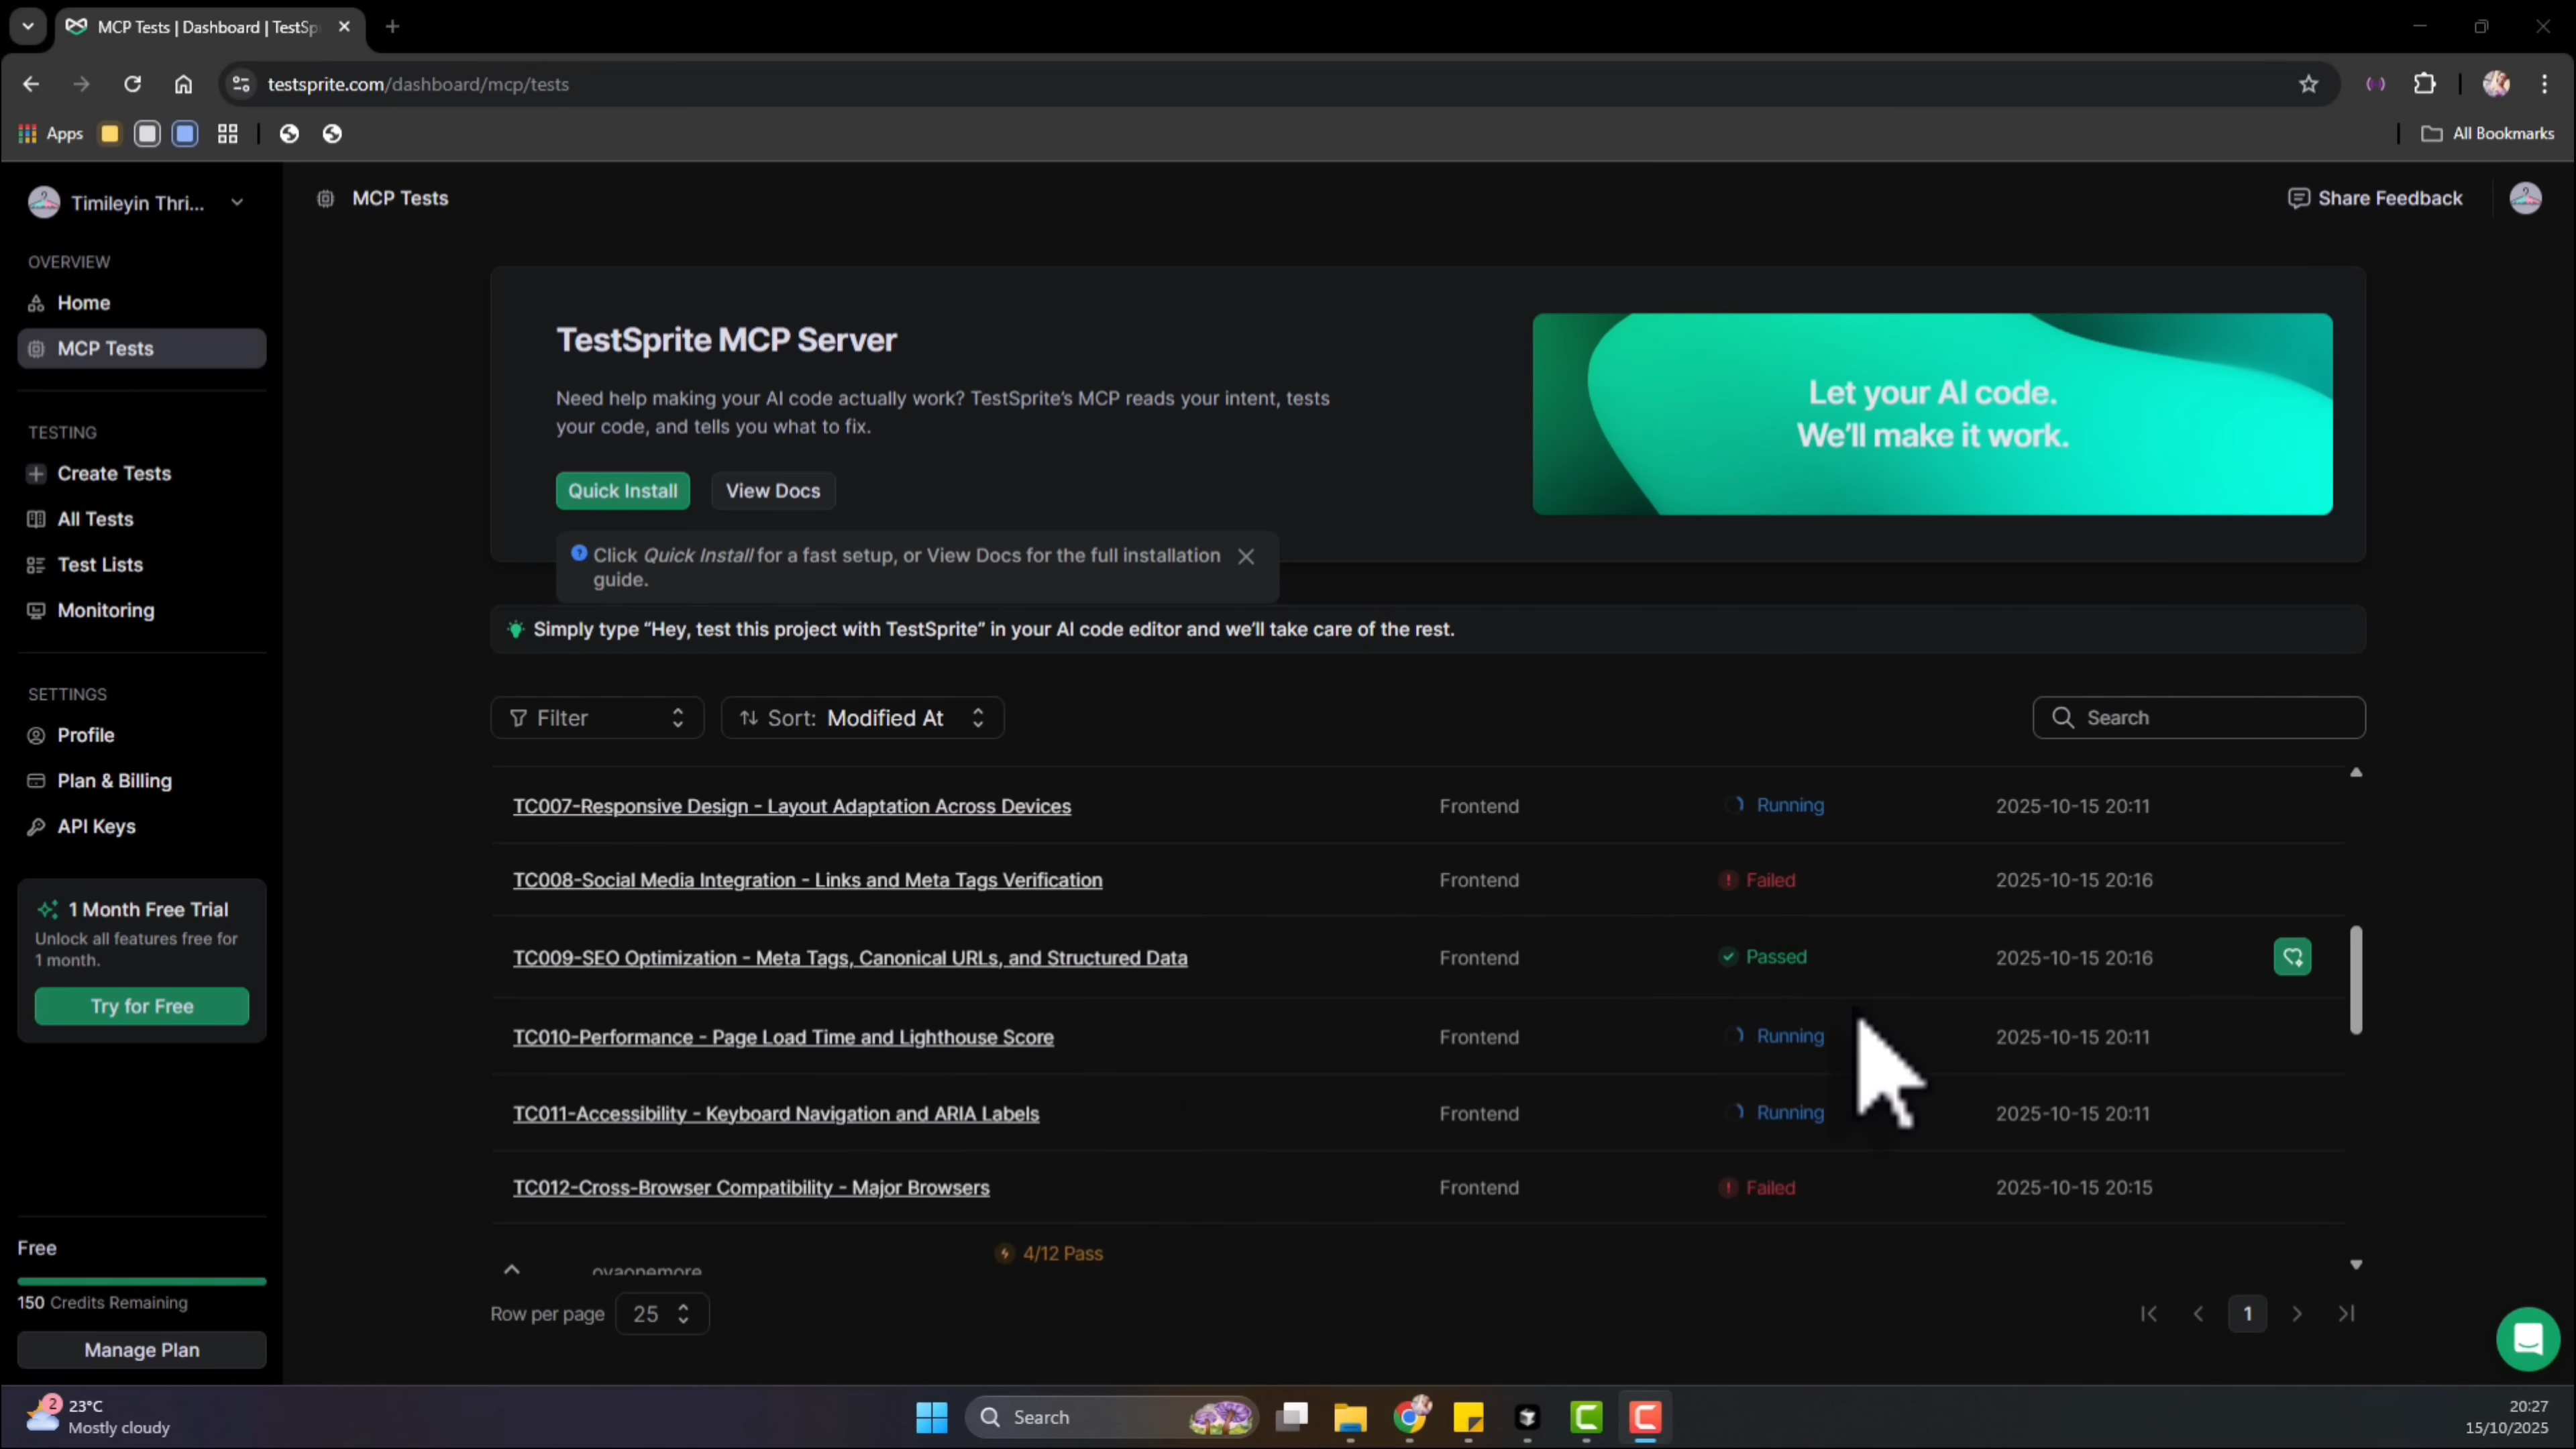 MCP Tests | Dashboard | TestSp
testsprite.com/dashboard/mcp/tests
Apps
All Bookmarks
Timileyin Thri...
MCP Tests
Share Feedback
OVERVIEW
Home
MCP Tests
TESTING
Create Tests
All Tests
Test Lists
Monitoring
SETTINGS
Profile
Plan & Billing
API Keys
1 Month Free Trial
Unlock all features free for
1 month.
Try for Free
Free
150 Credits Remaining
Manage Plan
TestSprite MCP Server
Need help making your AI code actually work? TestSprite's MCP reads your intent, tests
your code, and tells you what to fix.
Quick Install View Docs
Let your AI code.
We'll make it work.
Click Quick Install for a fast setup, or View Docs for the full installation
guide.
Simply type “Hey, test this project with TestSprite” in your AI code editor and we'll take care of the rest.
Filter Sort: Modified At Search
TC007-Responsive Design - Layout Adaptation Across Devices Frontend Running 2025-10-15 20:11
TC008-Social Media Integration - Links and Meta Tags Verification Frontend Failed 2025-10-15 20:16
TC009-SEO Optimization - Meta Tags, Canonical URLs, and Structured Data Frontend Passed 2025-10-15 20:16
TC010-Performance - Page Load Time and Lighthouse Score Frontend Running 2025-10-15 20:11
TC011-Accessibility - Keyboard Navigation and ARIA Labels Frontend Running 2025-10-15 20:11
TC012-Cross-Browser Compatibility - Major Browsers Frontend Failed 2025-10-15 20:15
4/12 Pass
Row per page 25 1
2
23°C
Mostly cloudy
Search
20:27
15/10/2025